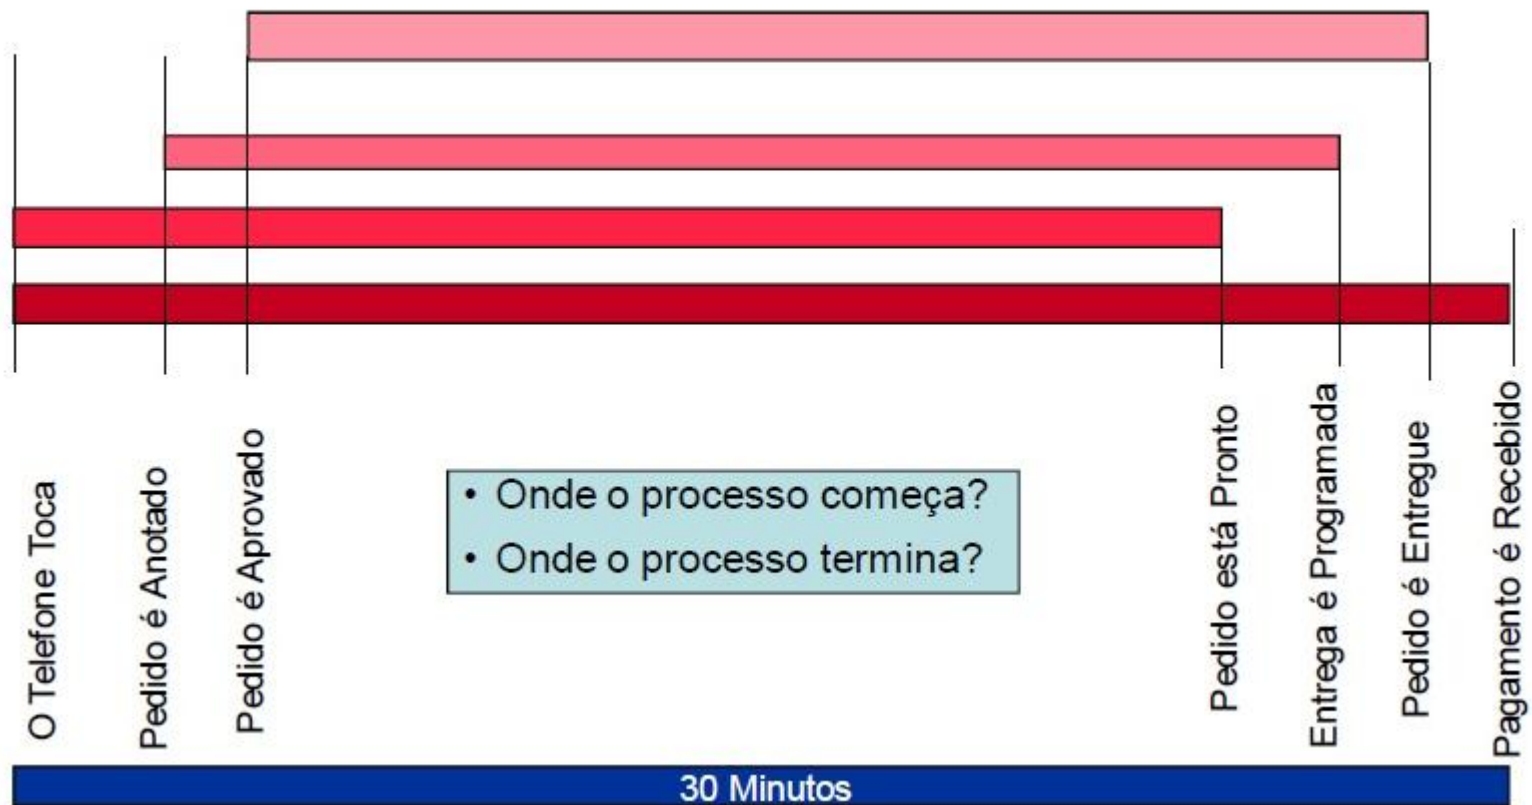 • Onde o processo começa?
• Onde o processo termina?
O Telefone Toca
Pedido é Anotado
Pedido é Aprovado
Pedido está Pronto
Entrega é Programada
Pedido é Entregue
Pagamento é Recebido
30 Minutos